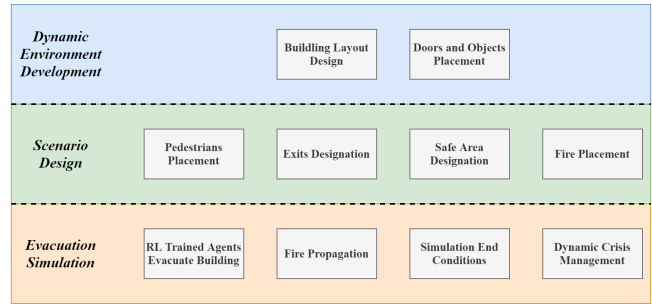 Dynamic
Environment
Development
Buildling Layout
Design
Doors and Objects
Placement
Scenario
Design
Pedestrians
Placement
Exits Designation
Safe Area
Designation
Fire Placement
Evacuation
Simulation
RL Trained Agents
Evacuate Building
Fire Propagation
Simulation End
Conditions
Dynamic Crisis
Management